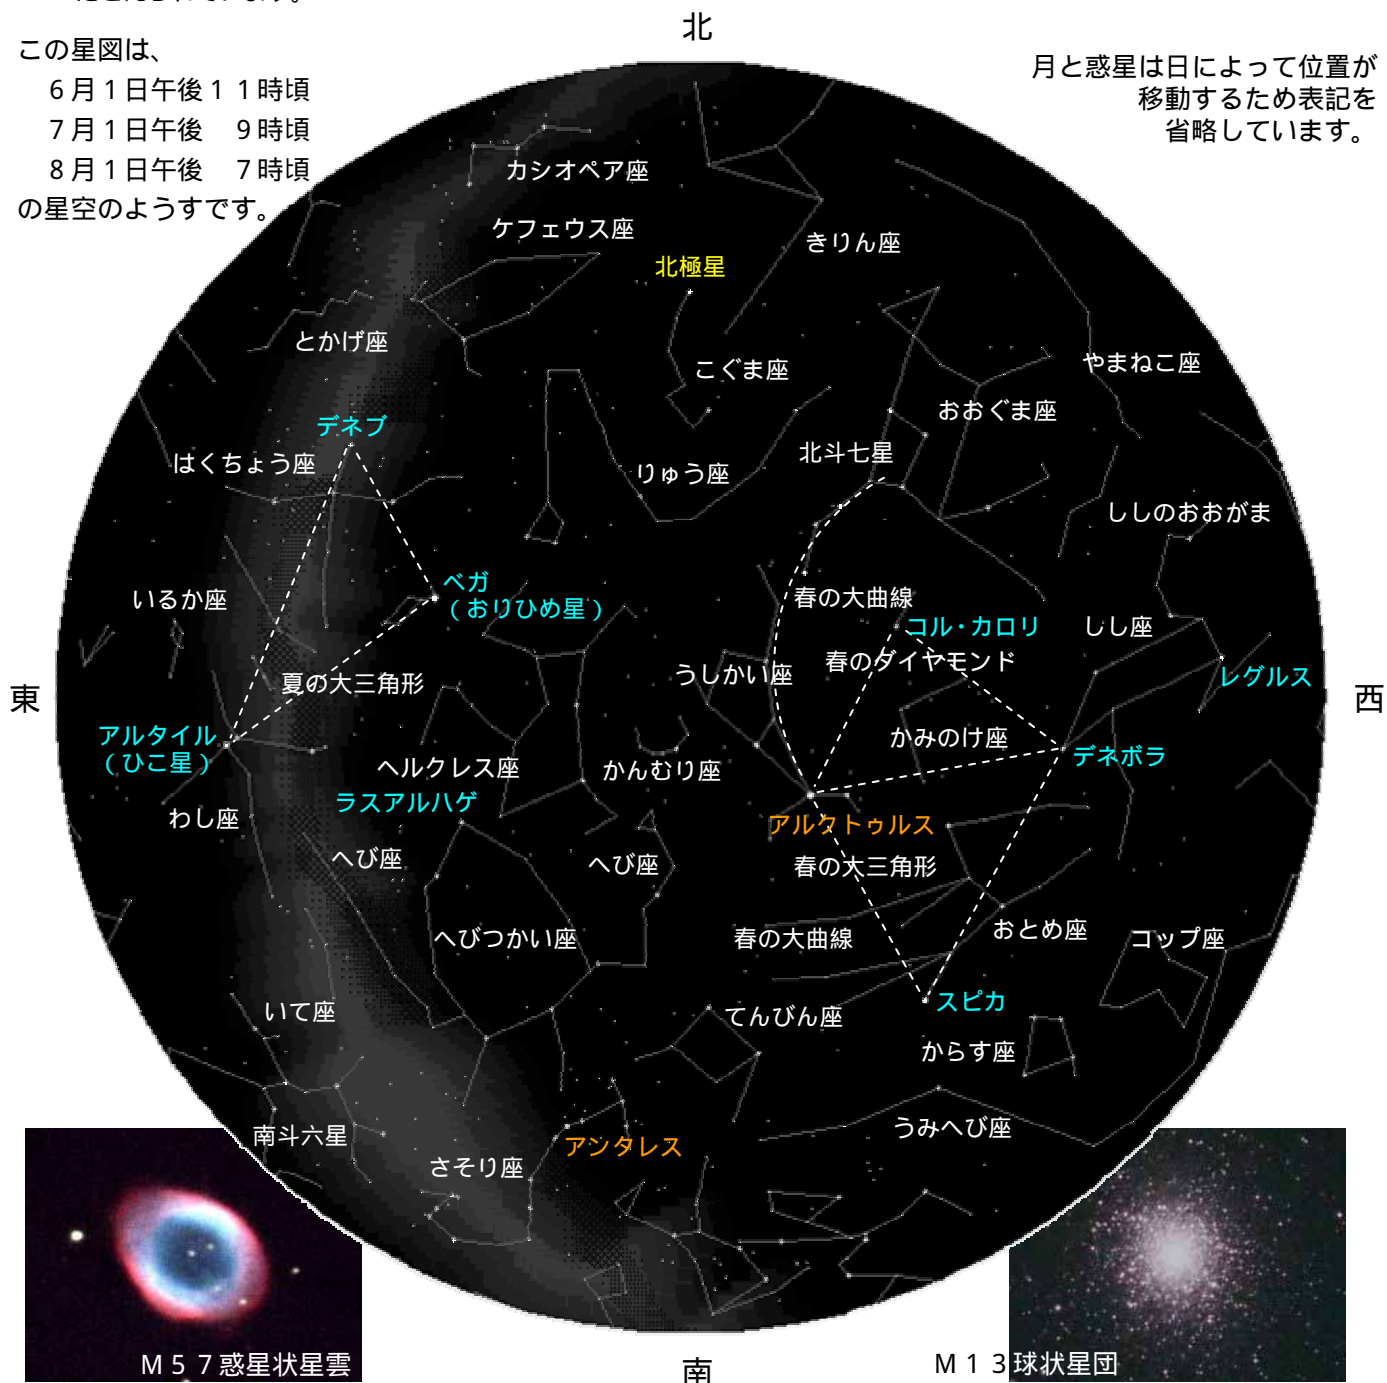 この星図は、
6月1日午後11時頃
7月1日午後 9時頃
8月1日午後 7時頃
の星空のようすです。
北
月と惑星は日によって位置が
移動するため表記を
省略しています。
カシオペア座
ケフェウス座
きりん座
北極星
とかげ座
こぐま座
やまねこ座
おおぐま座
デネブ
はくちょう座
りゅう座
北斗七星
ししのおおがま
ベガ
(おりひめ星)
いるか座
春の大曲線
コル・カロリ
しし座
春のダイヤモンド
うしかい座
レグルス
夏の大三角形
東
西
アルタイル
(ひこ星)
かみのけ座
デネボラ
ヘルクレス座
かんむり座
ラスアルハゲ
わし座
アルクトゥルス
へび座
へび座
春の大三角形
へびつかい座
春の大曲線
おとめ座
コップ座
いて座
てんびん座
スピカ
からす座
南斗六星
さそり座
アンタレス
うみへび座
M57惑星状星雲
南
M13球状星団